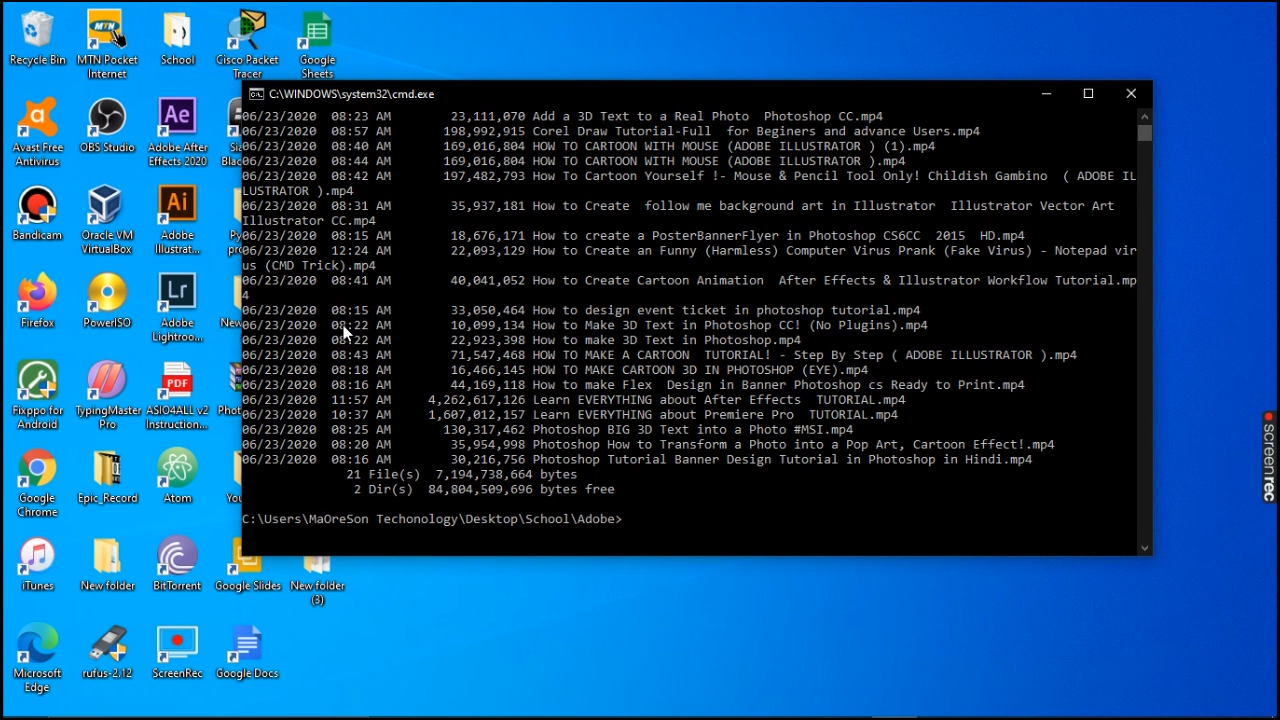 Recycle Bin
MTN Pocket
Internet
School
Cisco Packet
Tracer
Google
Sheets
Avast Free
Antivirus
OBS Studio
Adobe After
Effects 2020
Bandicam
Oracle VM
VirtualBox
Adobe
Illustrat...
Firefox
PowerISO
Adobe
Lightroo...
Fixppo for
Android
TypingMaster
Pro
ASIO4ALL v2
Instruction...
Google
Chrome
Epic_Record
Atom
iTunes
New folder
BitTorrent
Google Slides
New folder
(3)
Microsoft
Edge
rufus-2.12
ScreenRec
Google Docs
C:\WINDOWS\system32\cmd.exe
06/23/2020 08:23 AM 23,111,070 Add a 3D Text to a Real Photo Photoshop CC.mp4
06/23/2020 08:57 AM 198,992,915 Corel Draw Tutorial-Full for Beginers and advance Users.mp4
06/23/2020 08:40 AM 169,016,804 HOW TO CARTOON WITH MOUSE (ADOBE ILLUSTRATOR ) (1).mp4
06/23/2020 08:44 AM 169,016,804 HOW TO CARTOON WITH MOUSE (ADOBE ILLUSTRATOR ).mp4
06/23/2020 08:42 AM 197,482,793 How To Cartoon Yourself !- Mouse & Pencil Tool Only! Childish Gambino ( ADOBE IL
LUSTRATOR ).mp4
06/23/2020 08:31 AM 35,937,181 How to Create follow me background art in Illustrator Illustrator Vector Art
Illustrator CC.mp4
06/23/2020 08:15 AM 18,676,171 How to create a PosterBannerFlyer in Photoshop CS6CC 2015 HD.mp4
06/23/2020 12:24 AM 22,093,129 How to Create an Funny (Harmless) Computer Virus Prank (Fake Virus) - Notepad vir
us (CMD Trick).mp4
06/23/2020 08:41 AM 40,041,052 How to Create Cartoon Animation After Effects & Illustrator Workflow Tutorial.mp
4
06/23/2020 08:15 AM 33,050,464 How to design event ticket in photoshop tutorial.mp4
06/23/2020 08:22 AM 10,099,134 How to Make 3D Text in Photoshop CC! (No Plugins).mp4
06/23/2020 08:22 AM 22,923,398 How to make 3D Text in Photoshop.mp4
06/23/2020 08:43 AM 71,547,468 HOW TO MAKE A CARTOON TUTORIAL! - Step By Step ( ADOBE ILLUSTRATOR ).mp4
06/23/2020 08:18 AM 16,466,145 HOW TO MAKE CARTOON 3D IN PHOTOSHOP (EYE).mp4
06/23/2020 08:16 AM 44,169,118 How to make Flex Design in Banner Photoshop cs Ready to Print.mp4
06/23/2020 11:57 AM 4,262,617,126 Learn EVERYTHING about After Effects TUTORIAL.mp4
06/23/2020 10:37 AM 1,607,012,157 Learn EVERYTHING about Premiere Pro TUTORIAL.mp4
06/23/2020 08:25 AM 130,317,462 Photoshop BIG 3D Text into a Photo #MSI.mp4
06/23/2020 08:20 AM 35,954,998 Photoshop How to Transform a Photo into a Pop Art, Cartoon Effect!.mp4
06/23/2020 08:16 AM 30,216,756 Photoshop Tutorial Banner Design Tutorial in Photoshop in Hindi.mp4
21 File(s) 7,194,738,664 bytes
2 Dir(s) 84,804,509,696 bytes free
C:\Users\MaOreSon Techonology\Desktop\School\Adobe>
screenrec